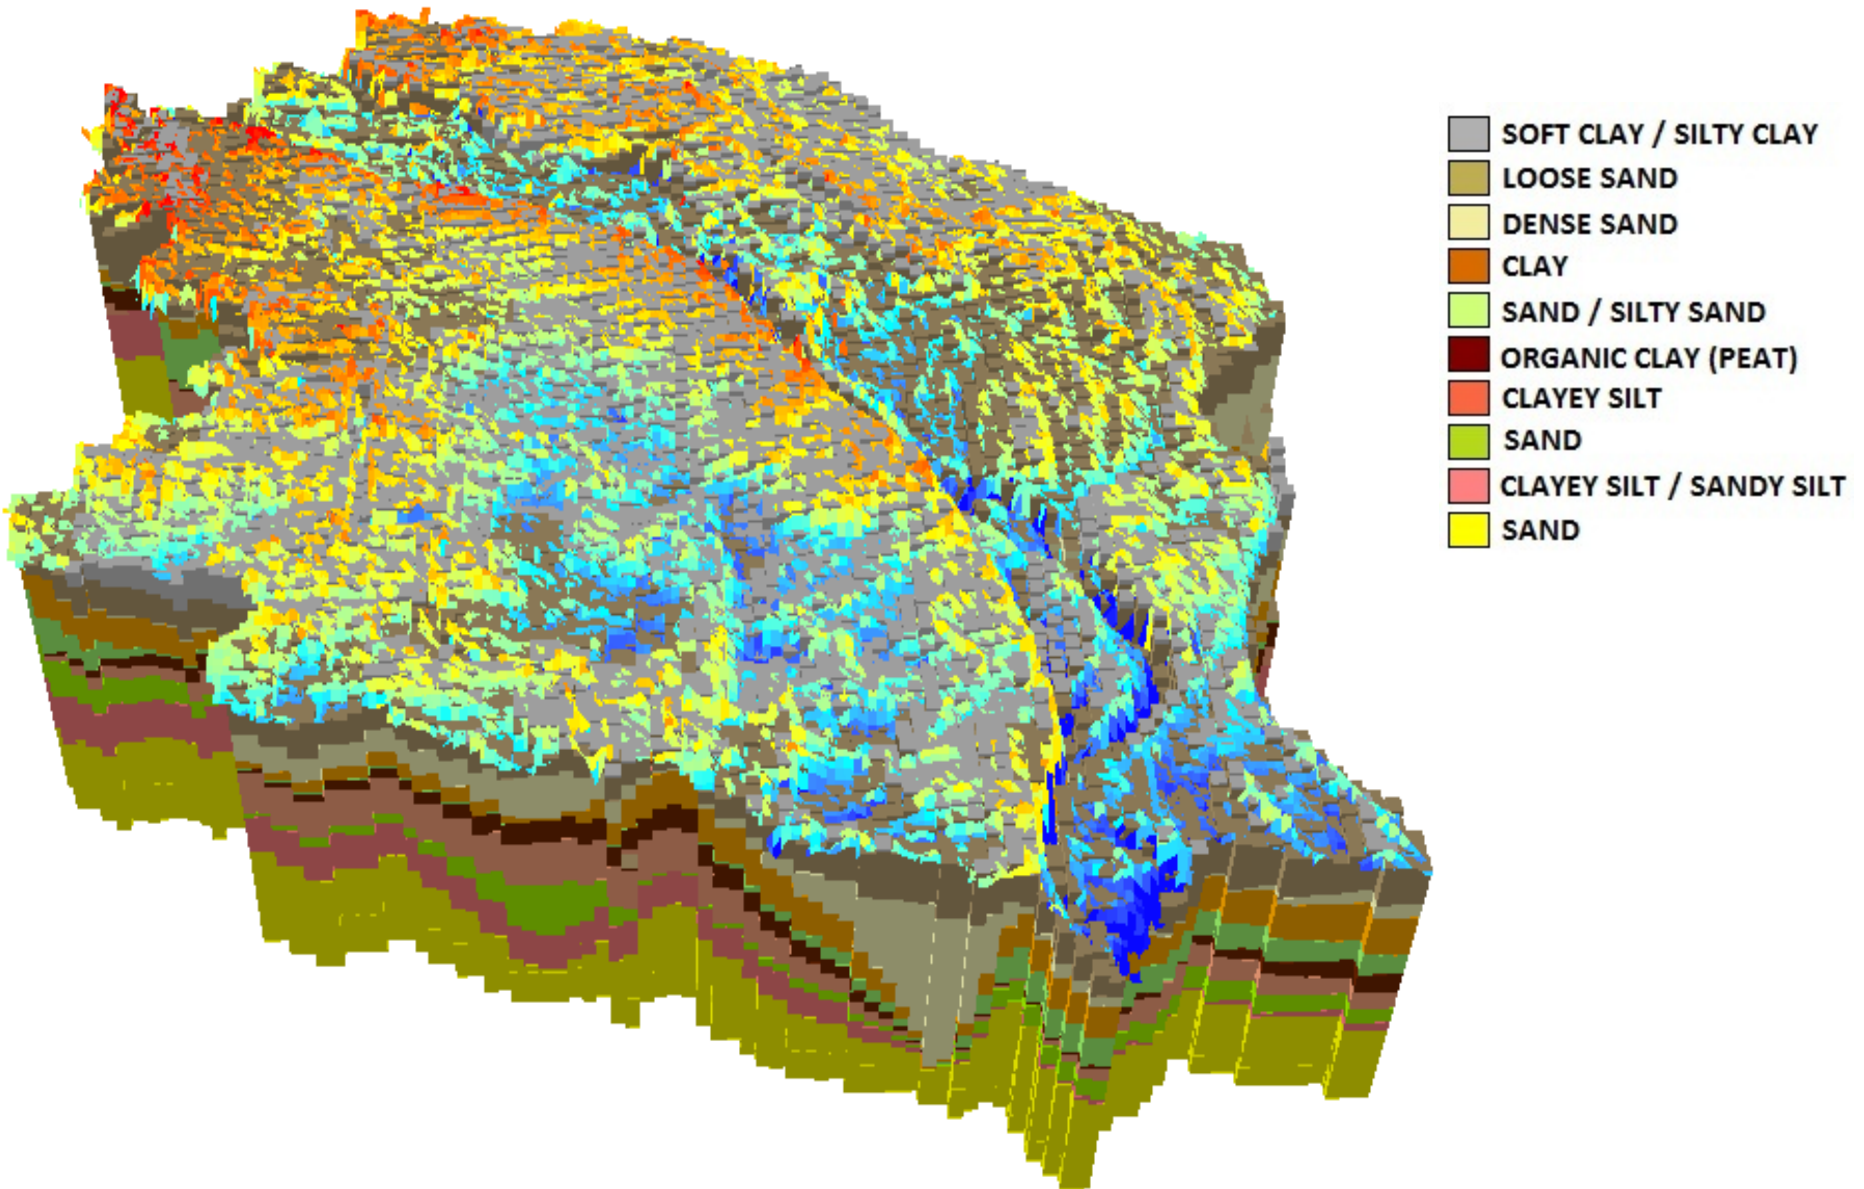 SOFT CLAY / SILTY CLAY
LOOSE SAND
DENSE SAND
CLAY
SAND / SILTY SAND
ORGANIC CLAY (PEAT)
CLAYEY SILT
SAND
CLAYEY SILT / SANDY SILT
SAND